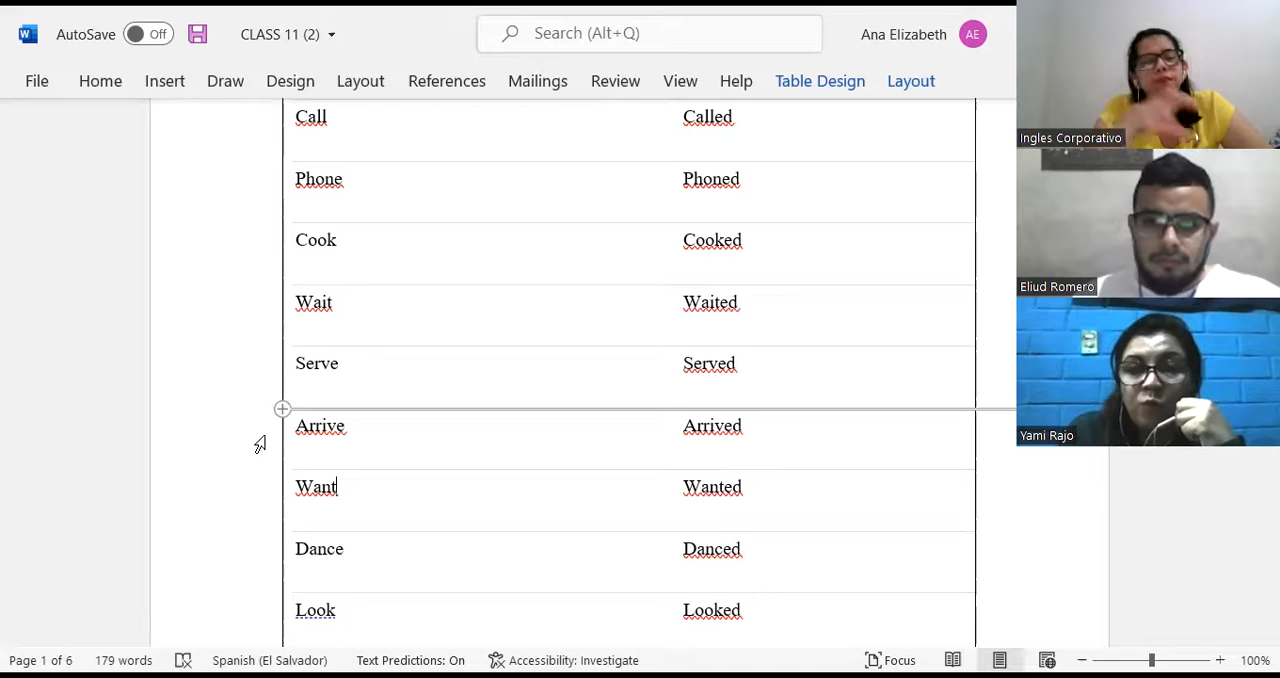 AutoSave Off CLASS 11 (2) Search (Alt+Q) Ana Elizabeth AE
File Home Insert Draw Design Layout References Mailings Review View Help Table Design Layout
Call Called
Phone Phoned
Cook Cooked
Wait Waited
Serve Served
Arrive Arrived
Want Wanted
Dance Danced
Look Looked
Ingles Corporativo
Eliud Romero
Yami Rajo
Page 1 of 6 179 words Spanish (El Salvador) Text Predictions: On Accessibility: Investigate Focus 100%